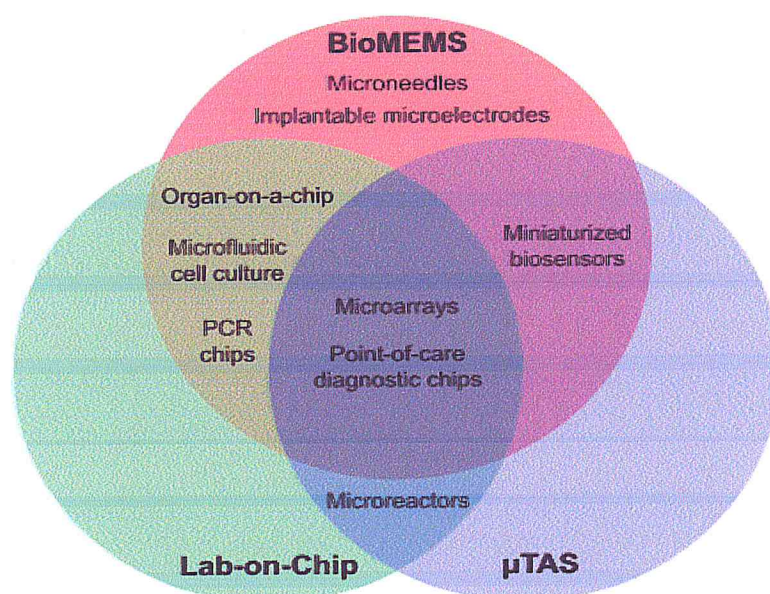 BioMEMS
Microneedles
Implantable microelectrodes
Organ-on-a-chip
Microfluidic
cell culture
PCR
chips
Miniaturized
biosensors
Microarrays
Point-of-care
diagnostic chips
Microreactors
Lab-on-Chip
μTAS